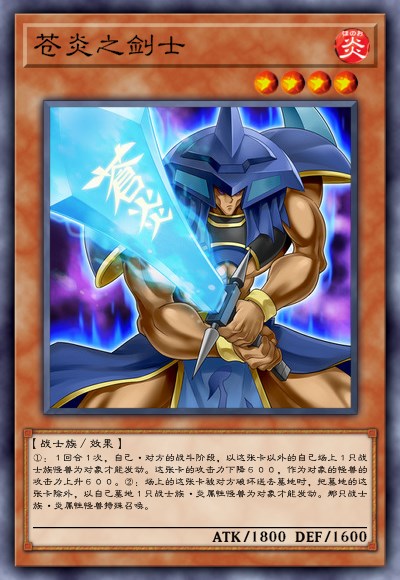 苍炎之剑士
ほのお
炎
蒼炎
【战士族/效果】
①：1回合1次，自己·对方的战斗阶段，以这张卡以外的自己场上1只战
士族怪兽为对象才能发动。这张卡的攻击力下降600，作为对象的怪兽的
攻击力上升600。②：场上的这张卡被对方破坏送去墓地时，把墓地的这
张卡除外，以自己墓地1只战士族·炎属性怪兽为对象才能发动。那只战士
族·炎属性怪兽特殊召唤。
ATK/1800 DEF/1600